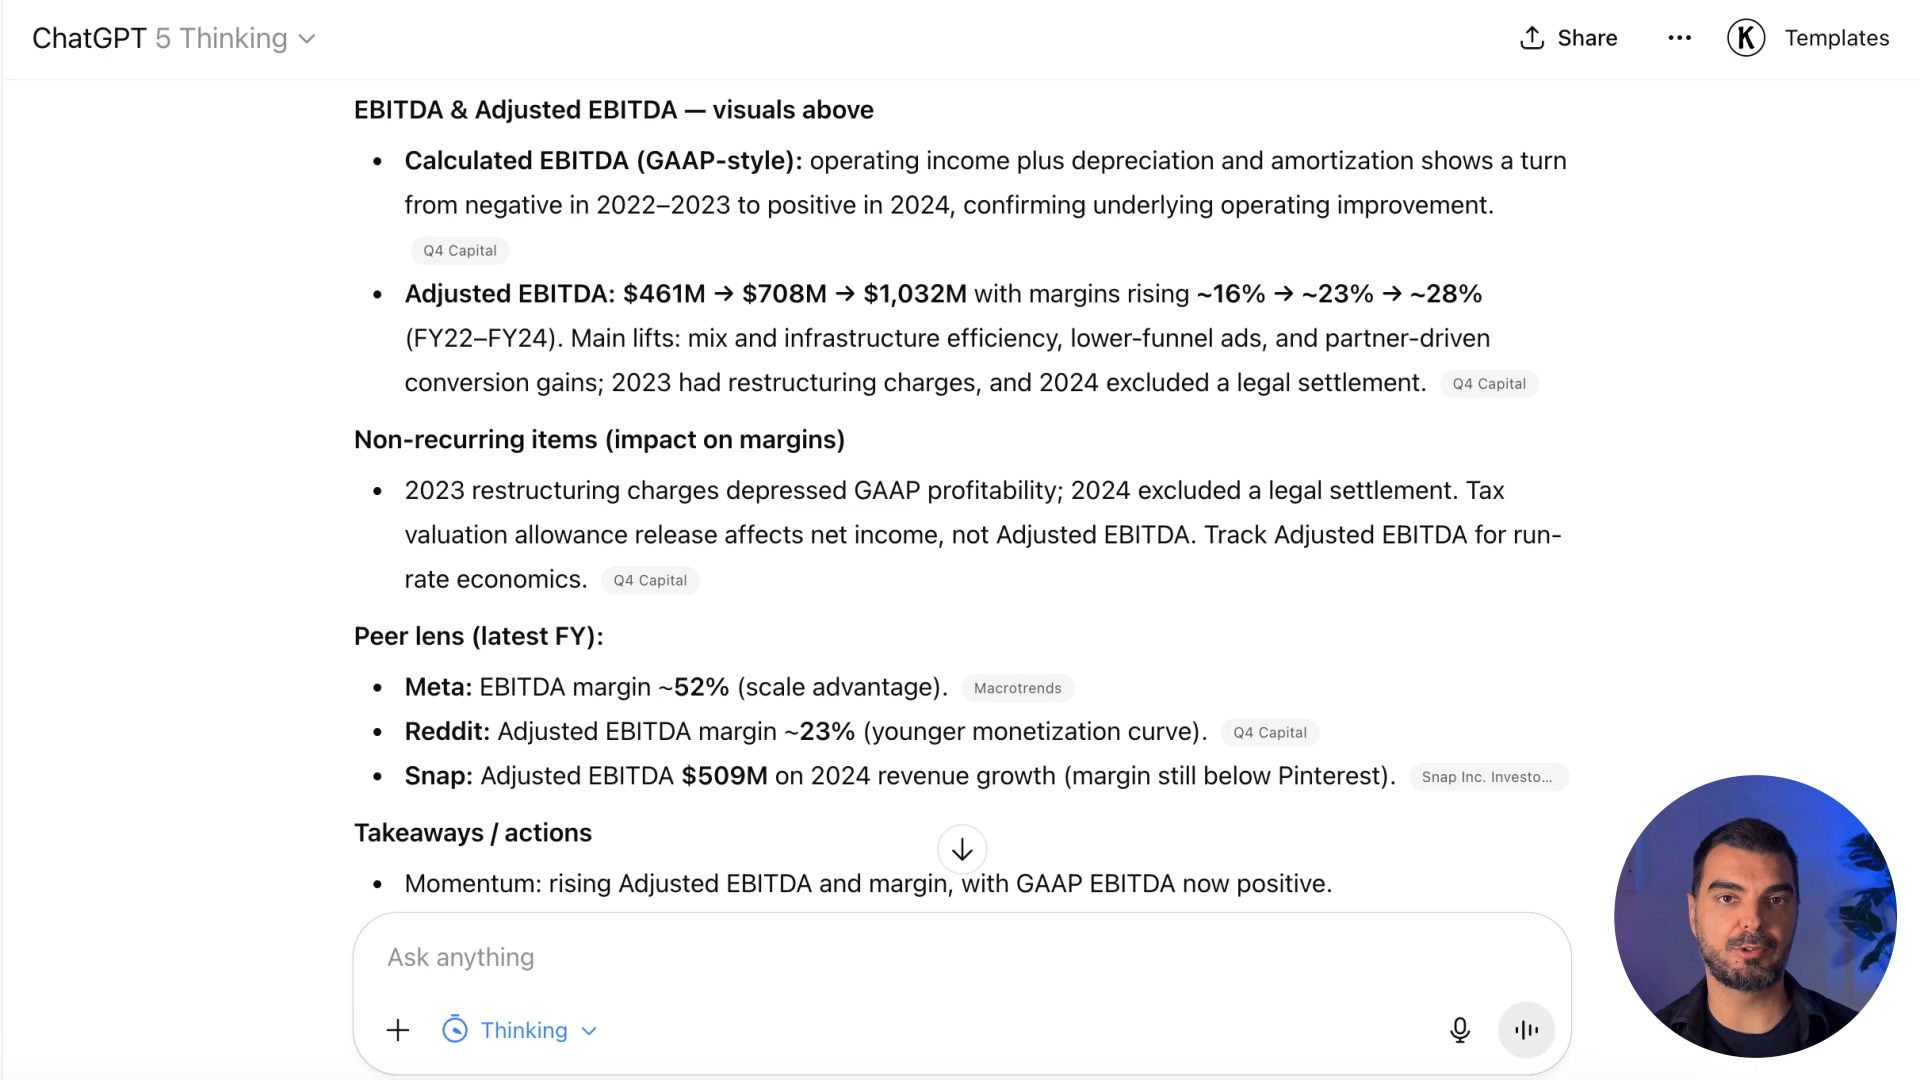 ChatGPT 5 Thinking
Share
K
Templates
EBITDA & Adjusted EBITDA — visuals above
• Calculated EBITDA (GAAP-style): operating income plus depreciation and amortization shows a turn
from negative in 2022–2023 to positive in 2024, confirming underlying operating improvement.
Q4 Capital
• Adjusted EBITDA: $461M → $708M → $1,032M with margins rising ~16% → ~23% → ~28%
(FY22–FY24). Main lifts: mix and infrastructure efficiency, lower-funnel ads, and partner-driven
conversion gains; 2023 had restructuring charges, and 2024 excluded a legal settlement. Q4 Capital
Non-recurring items (impact on margins)
• 2023 restructuring charges depressed GAAP profitability; 2024 excluded a legal settlement. Tax
valuation allowance release affects net income, not Adjusted EBITDA. Track Adjusted EBITDA for run-
rate economics. Q4 Capital
Peer lens (latest FY):
• Meta: EBITDA margin ~52% (scale advantage). Macrotrends
• Reddit: Adjusted EBITDA margin ~23% (younger monetization curve). Q4 Capital
• Snap: Adjusted EBITDA $509M on 2024 revenue growth (margin still below Pinterest). Snap Inc. Investo...
Takeaways / actions
• Momentum: rising Adjusted EBITDA and margin, with GAAP EBITDA now positive.
Ask anything
Thinking